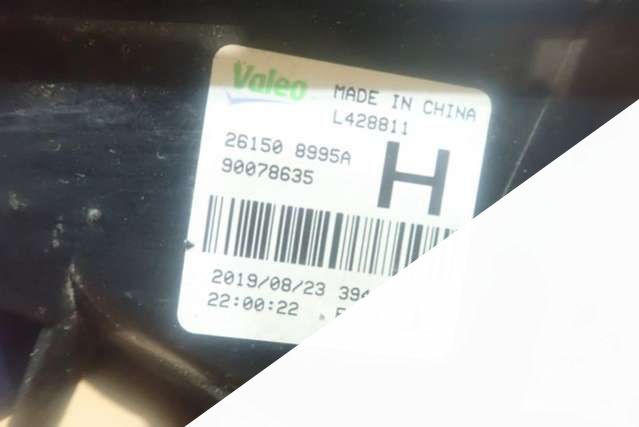 Valeo
MADE IN CHINA
L428811
26150 8995A
90078635
H
2019/08/23
22:00:22